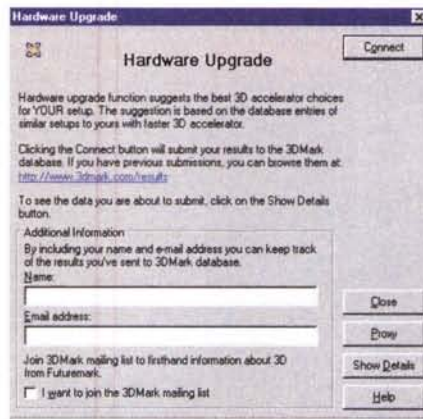 Hardware Upgrade
Connect
Hardware Upgrade
Hardware upgrade function suggests the best 3D accelerator choices
for YOUR setup. The suggestion is based on the database entries of
similar setups to yours with faster 3D accelerator.
Clicking the Connect button will submit your results to the 3DMark
database. If you have previous submissions, you can browse them at:
http://www.3dmark.com/results
To see the data you are about to submit, click on the Show Details
button.
Additional Information
By including your name and e-mail address you can keep track
of the results you've sent to 3DMark database.
Name:
Email address:
Join 3DMark mailing list to firsthand information about 3D
from Futuremark.
I want to join the 3DMark mailing list
Close
Proxy
Show Details
Help